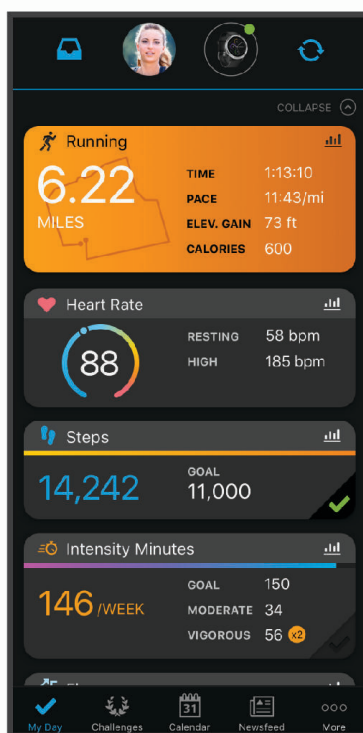 COLLAPSE
Running
6.22
MILES
TIME 1:13:10
PACE 11:43/mi
ELEV. GAIN 73 ft
CALORIES 600
Heart Rate
88
RESTING 58 bpm
HIGH 185 bpm
Steps
14,242
GOAL
11,000
Intensity Minutes
146 /WEEK
GOAL 150
MODERATE 34
VIGOROUS 56 x2
31
My Day Challenges Calendar Newsfeed More